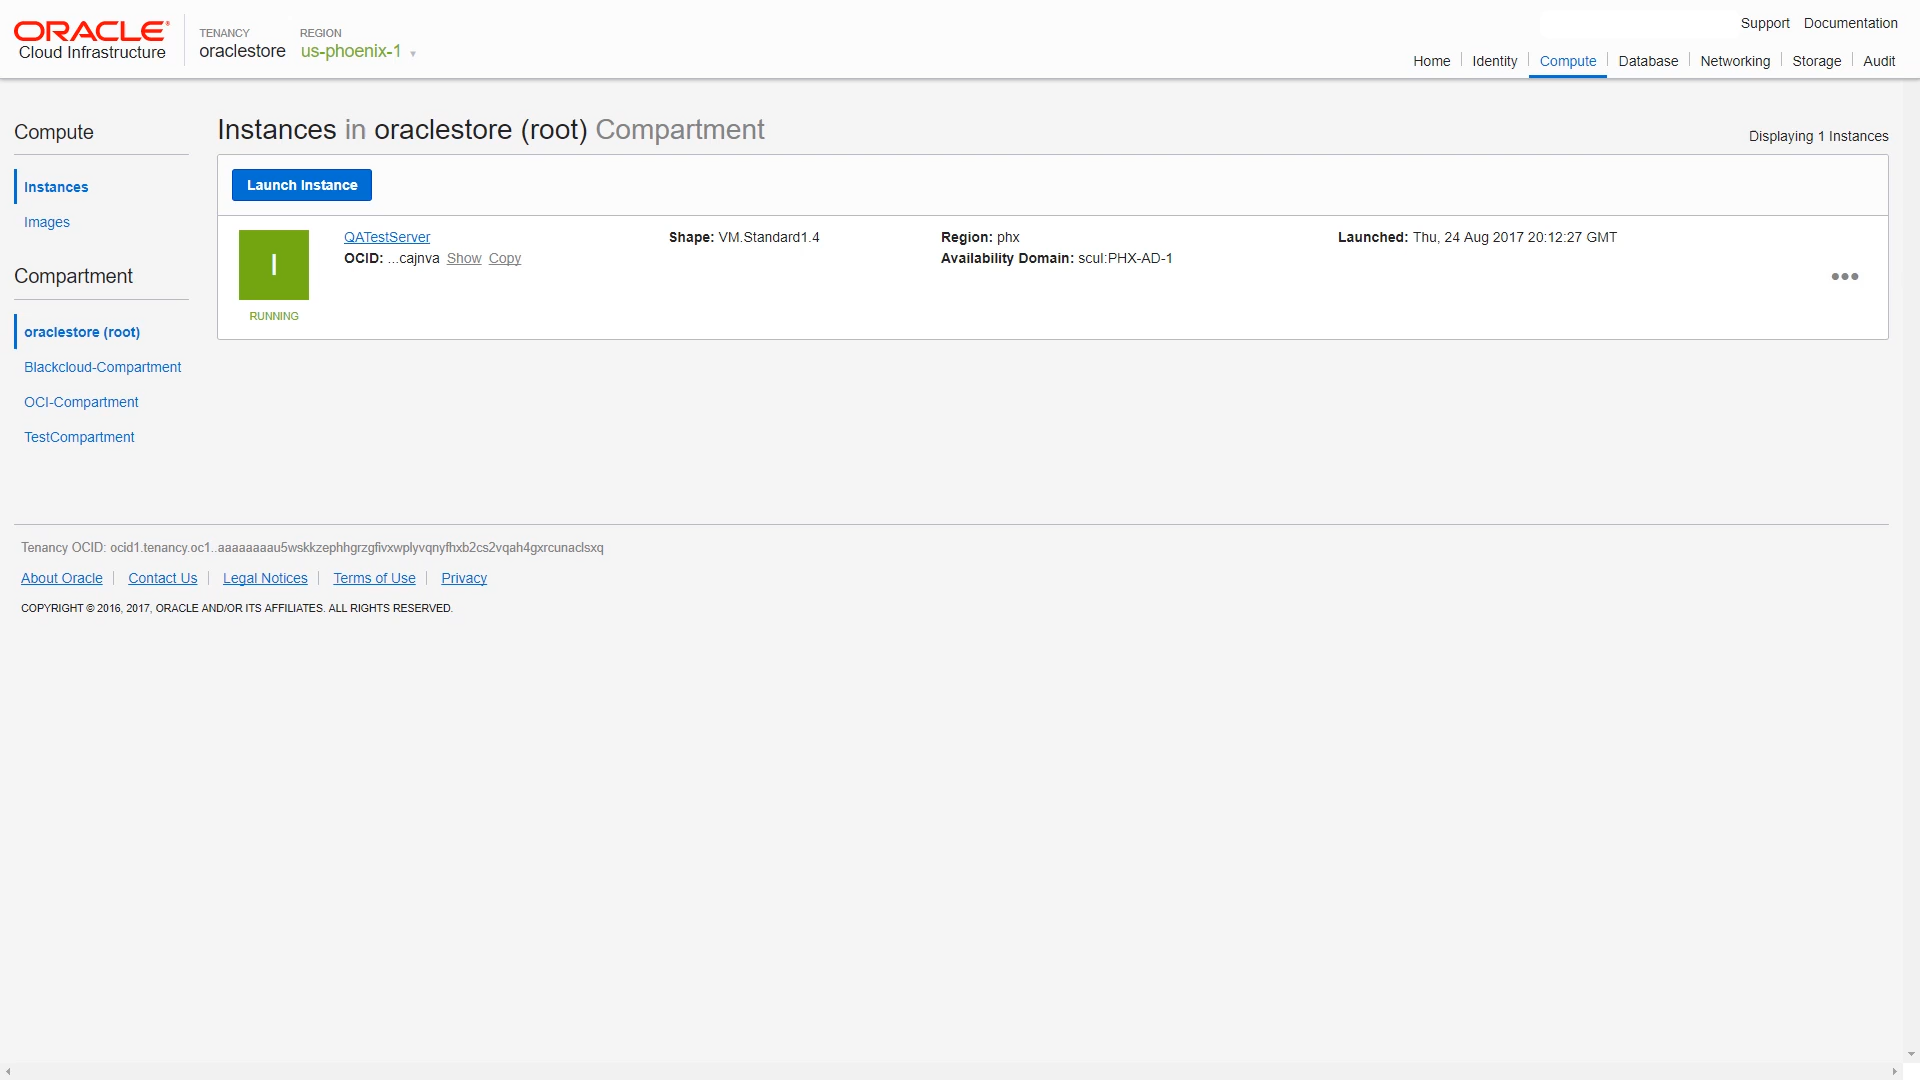 ORACLE
Cloud Infrastructure
TENANCY
oraclestore
REGION
us-phoenix-1
Support Documentation
Home Identity Compute Database Networking Storage Audit
Compute
Instances
Images
Compartment
oraclestore (root)
Blackcloud-Compartment
OCI-Compartment
TestCompartment
Instances in oraclestore (root) Compartment
Displaying 1 Instances
Launch Instance
I
RUNNING
QATestServer
OCID: ...cajnva Show Copy
Shape: VM.Standard1.4
Region: phx
Availability Domain: scul:PHX-AD-1
Launched: Thu, 24 Aug 2017 20:12:27 GMT
Tenancy OCID: ocid1.tenancy.oc1..aaaaaaaau5wskkzephhgrzgfivxwplyvqnyfhxb2cs2vqah4gxrcunaclsxq
About Oracle Contact Us Legal Notices Terms of Use Privacy
COPYRIGHT © 2016, 2017, ORACLE AND/OR ITS AFFILIATES. ALL RIGHTS RESERVED.